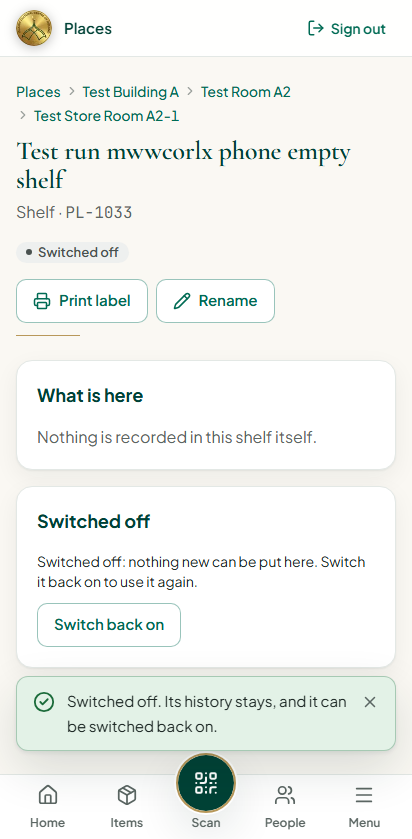 Places
Sign out
Places > Test Building A > Test Room A2
> Test Store Room A2-1
Test run mwwcorlx phone empty
shelf
Shelf · PL-1033
Switched off
Print label
Rename
What is here
Nothing is recorded in this shelf itself.
Switched off
Switched off: nothing new can be put here. Switch
it back on to use it again.
Switch back on
Switched off. Its history stays, and it can
be switched back on.
Home
Items
Scan
People
Menu